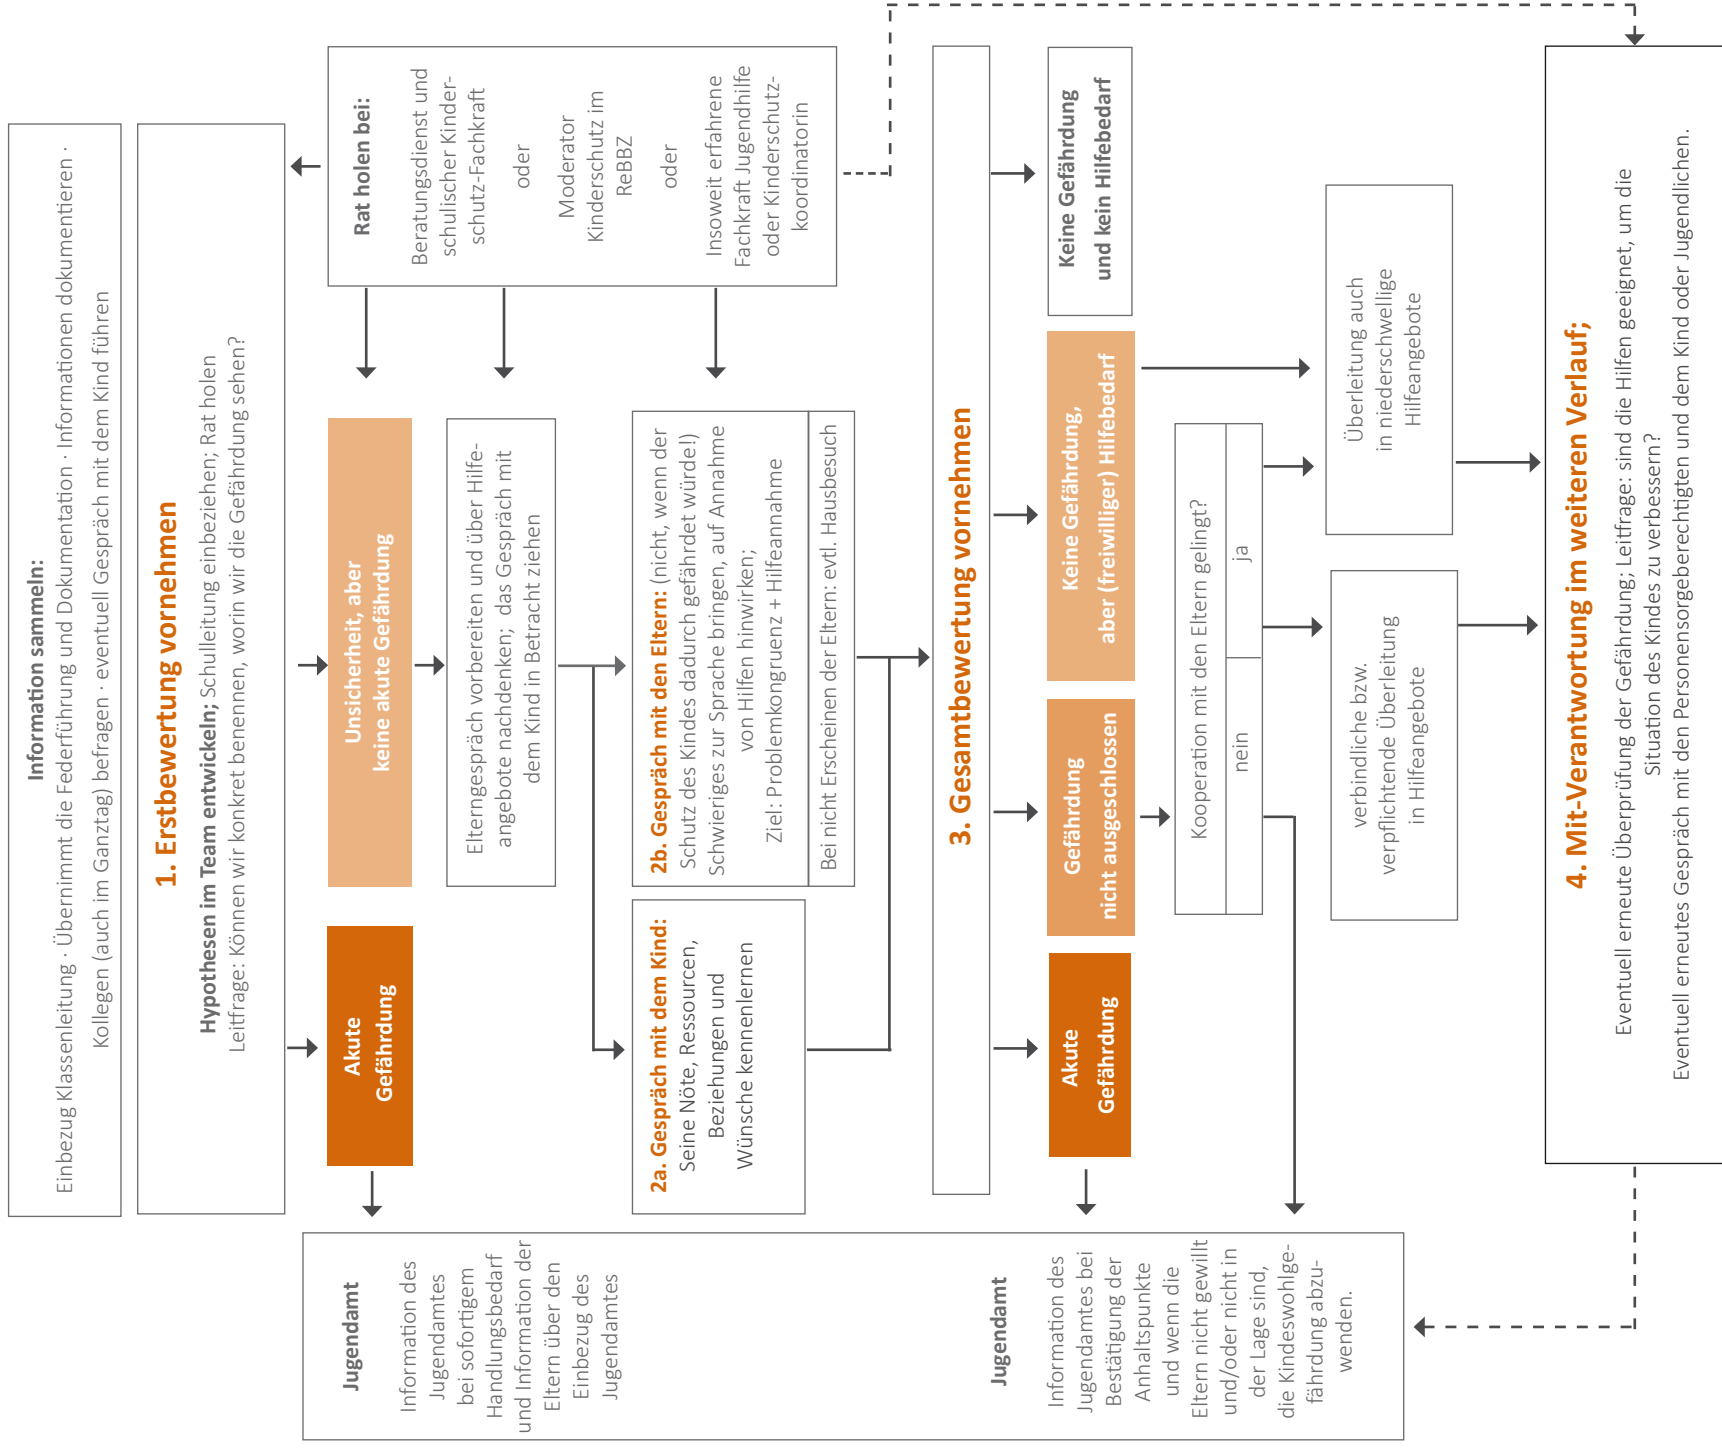 Information sammeln:
Einbezug Klassenleitung · Übernimmt die Federführung und Dokumentation · Informationen dokumentieren ·
Kollegen (auch im Ganztag) befragen · eventuell Gespräch mit dem Kind führen
1. Erstbewertung vornehmen
Hypothesen im Team entwickeln; Schulleitung einbeziehen; Rat holen
Leitfrage: Können wir konkret benennen, worin wir die Gefährdung sehen?
Jugendamt
Information des
Jugendamtes
bei sofortigem
Handlungsbedarf
und Information der
Eltern über den
Einbezug des
Jugendamtes
Akute
Gefährdung
Unsicherheit, aber
keine akute Gefährdung
Rat holen bei:
Beratungsdienst und
schulischer Kinder-
schutz-Fachkraft
oder
Moderator
Kinderschutz im
ReBBZ
oder
Insoweit erfahrene
Fachkraft Jugendhilfe
oder Kinderschutz-
koordinatorin
Elterngespräch vorbereiten und über Hilfe-
angebote nachdenken; das Gespräch mit
dem Kind in Betracht ziehen
2a. Gespräch mit dem Kind:
Seine Nöte, Ressourcen,
Beziehungen und
Wünsche kennenlernen
2b. Gespräch mit den Eltern: (nicht, wenn der
Schutz des Kindes dadurch gefährdet würde!)
Schwieriges zur Sprache bringen, auf Annahme
von Hilfen hinwirken;
Ziel: Problemkongruenz + Hilfeannahme
Bei nicht Erscheinen der Eltern: evtl. Hausbesuch
3. Gesamtbewertung vornehmen
Jugendamt
Information des
Jugendamtes bei
Bestätigung der
Anhaltspunkte
und wenn die
Eltern nicht gewillt
und/oder nicht in
der Lage sind,
die Kindeswohlge-
fährdung abzu-
wenden.
Akute
Gefährdung
Gefährdung
nicht ausgeschlossen
Keine Gefährdung,
aber (freiwilliger) Hilfebedarf
Keine Gefährdung
und kein Hilfebedarf
Kooperation mit den Eltern gelingt?
nein
ja
verbindliche bzw.
verpflichtende Überleitung
in Hilfeangebote
Überleitung auch
in niederschwellige
Hilfeangebote
4. Mit-Verantwortung im weiteren Verlauf;
Eventuell erneute Überprüfung der Gefährdung; Leitfrage: sind die Hilfen geeignet, um die
Situation des Kindes zu verbessern?
Eventuell erneutes Gespräch mit den Personensorgeberechtigten und dem Kind oder Jugendlichen.